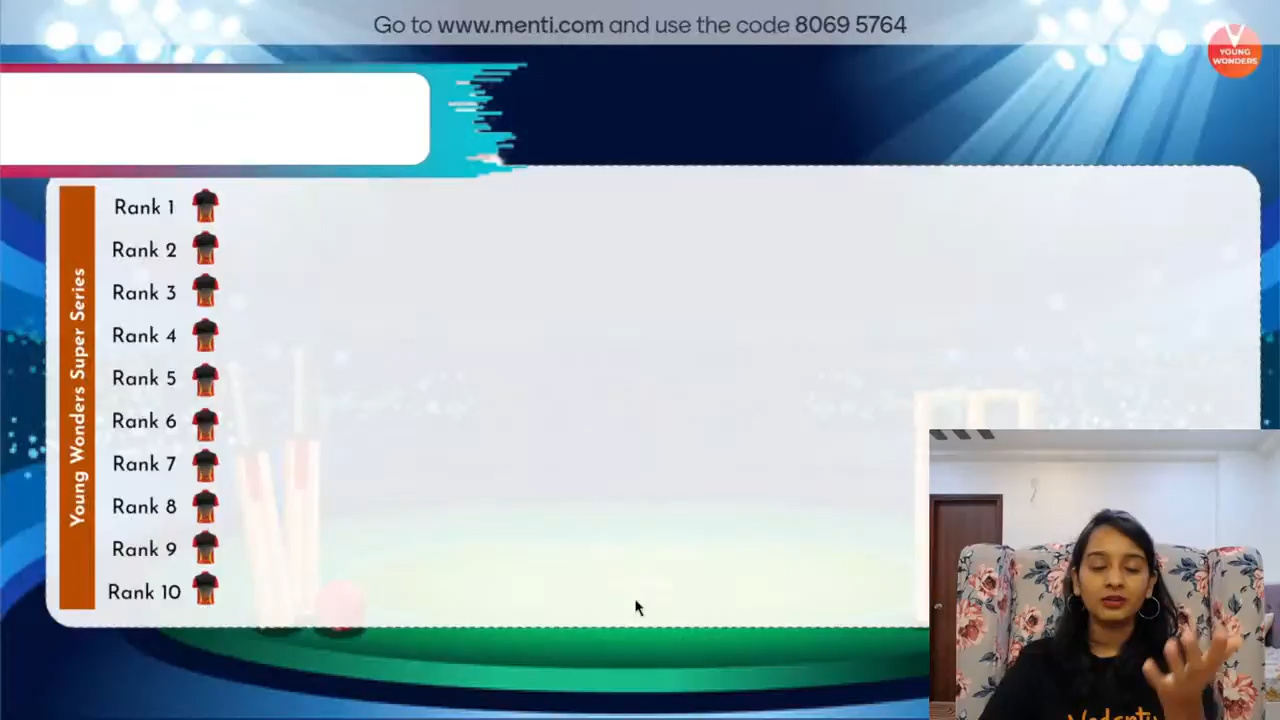 Go to www.menti.com and use the code 8069 5764
YOUNG
WONDERS
Young Wonders Super Series
Rank 1
Rank 2
Rank 3
Rank 4
Rank 5
Rank 6
Rank 7
Rank 8
Rank 9
Rank 10